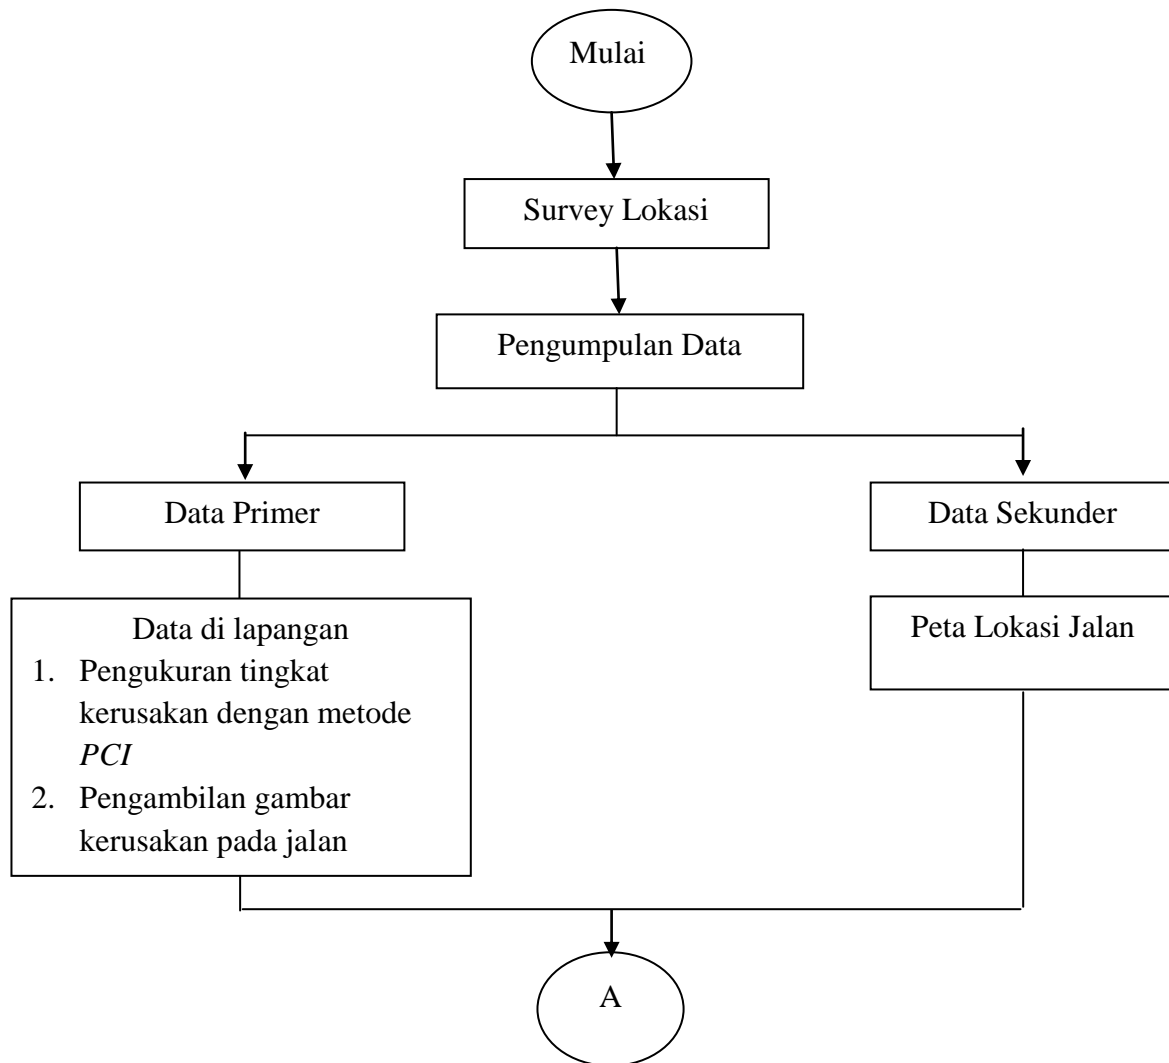 Mulai
Survey Lokasi
Pengumpulan Data
Data Primer
Data Sekunder
Data di lapangan
1. Pengukuran tingkat
kerusakan dengan metode
PCI
2. Pengambilan gambar
kerusakan pada jalan
Peta Lokasi Jalan
A